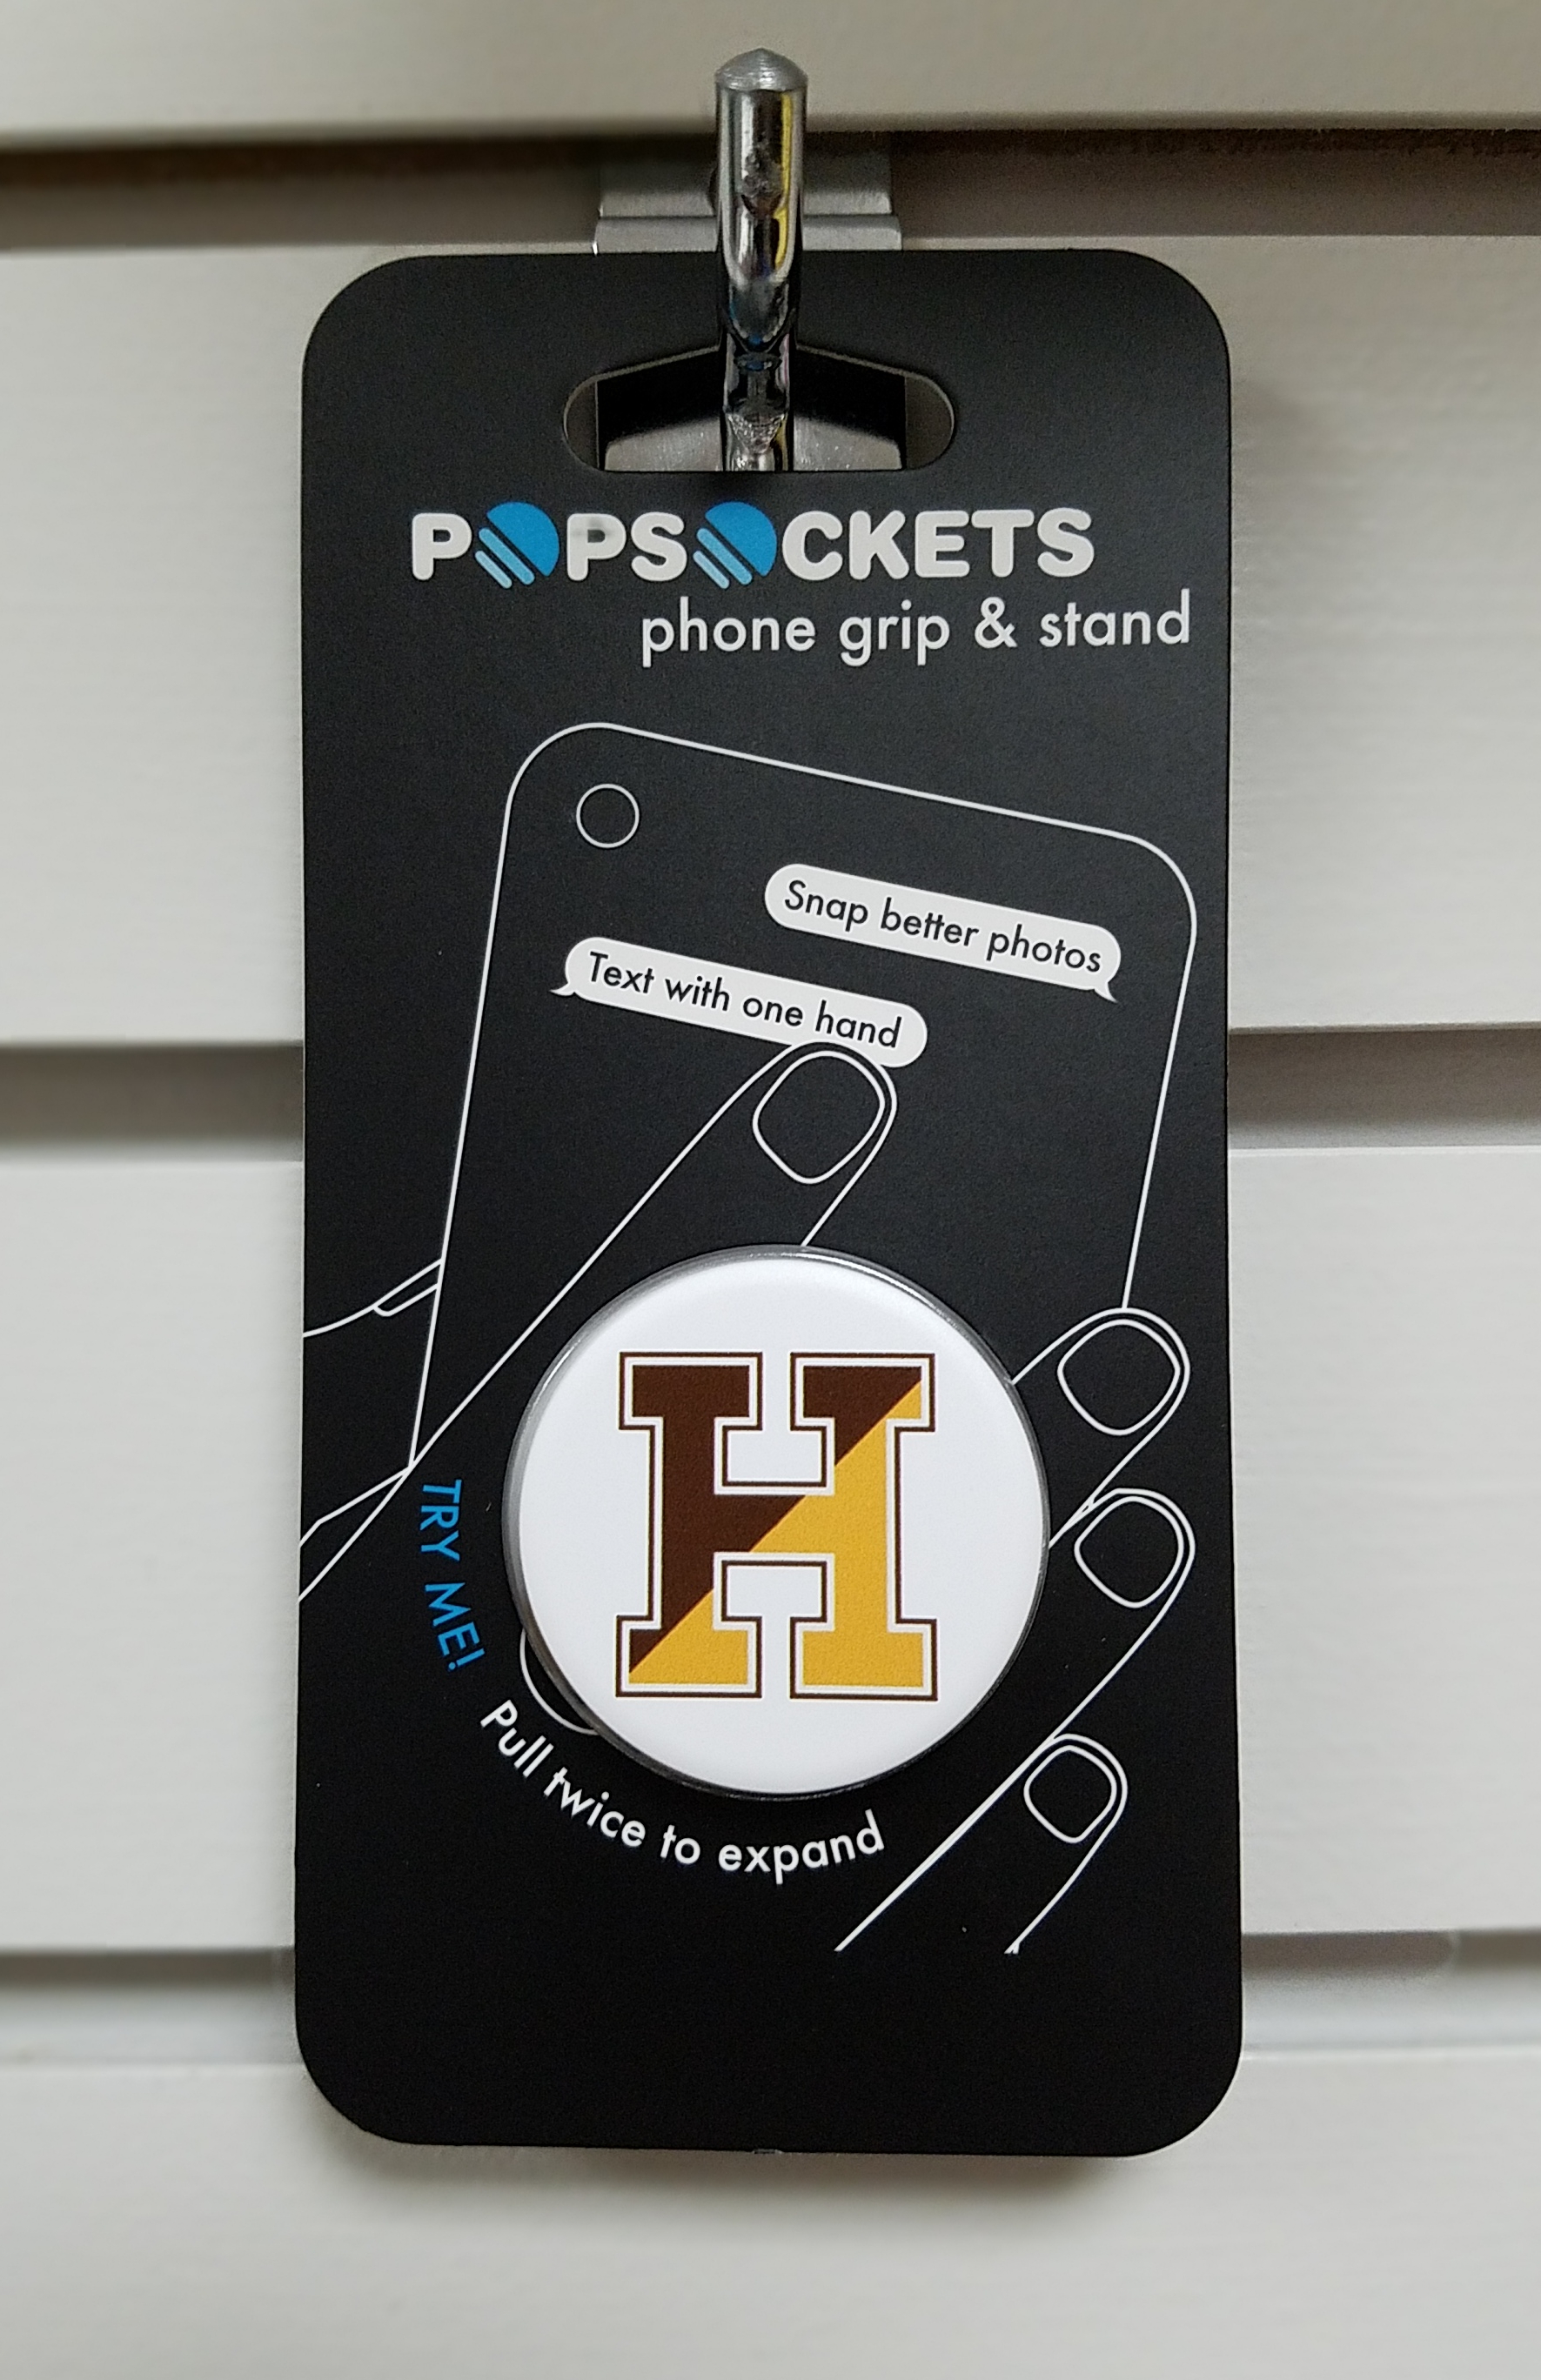 POPSOCKETS
phone grip & stand
Snap better photos
Text with one hand
H
TRY ME!
Pull twice to expand